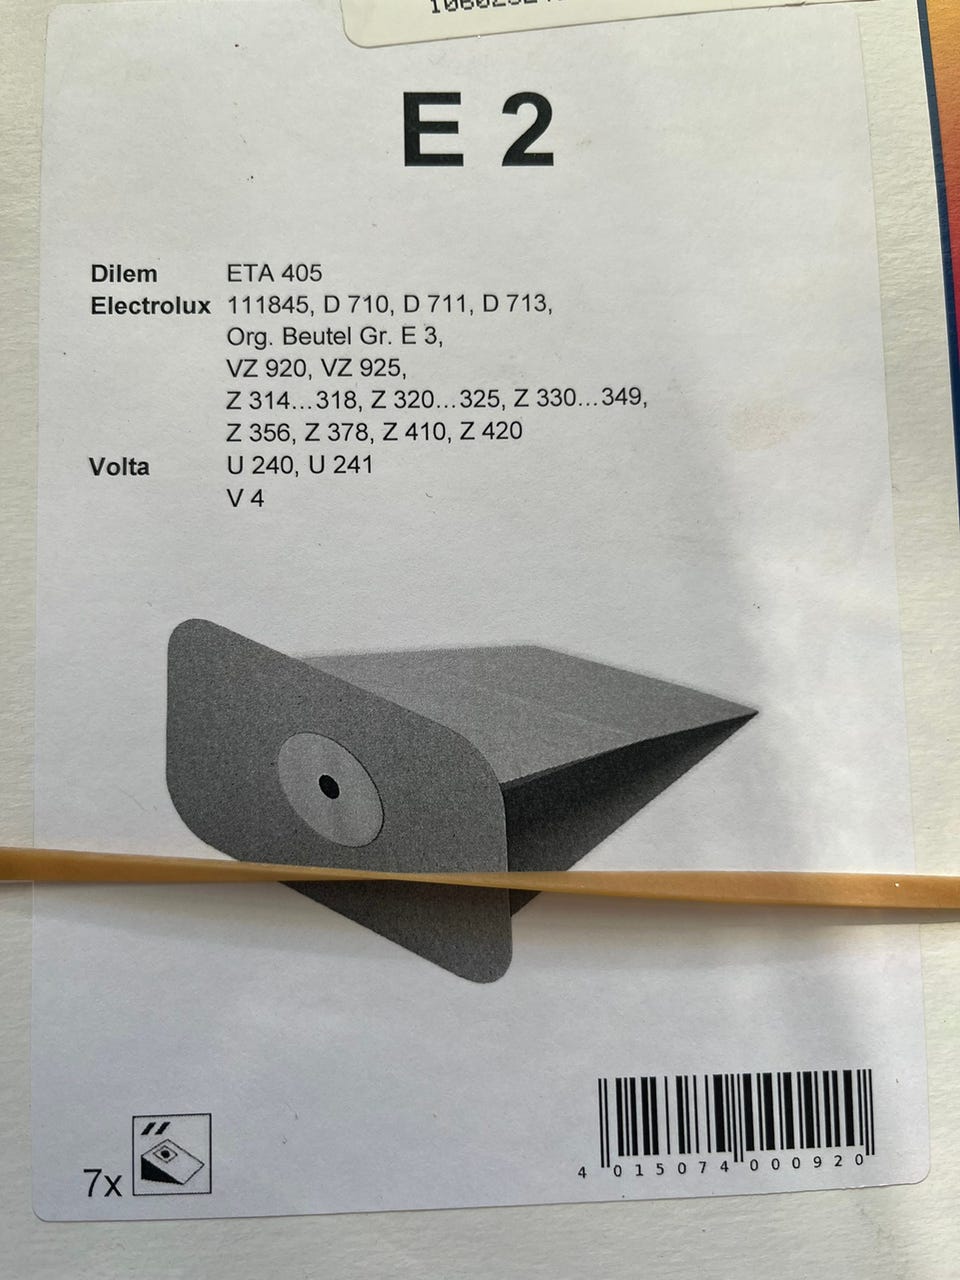 E 2
Dilem ETA 405
Electrolux 111845, D 710, D 711, D 713,
Org. Beutel Gr. E 3,
VZ 920, VZ 925,
Z 314...318, Z 320...325, Z 330...349,
Z 356, Z 378, Z 410, Z 420
Volta U 240, U 241
V 4
7x
4 015074 000920